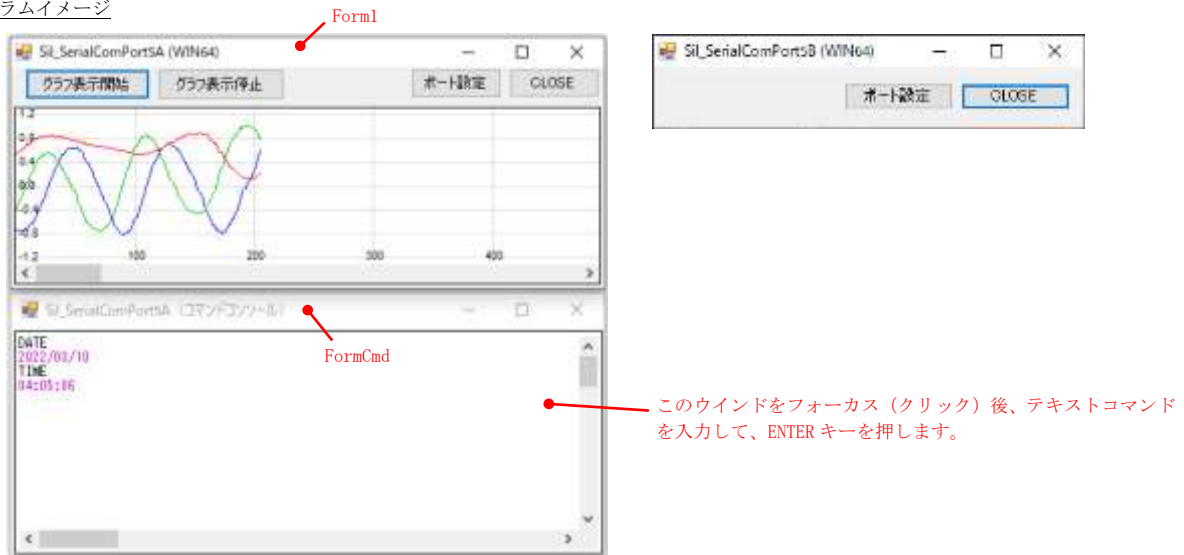 ラムイメージ
Form1
Sil_SerialComPort5A (WIN64)
グラフ表示開始
グラフ表示停止
ポート設定
CLOSE
1.2
0.8
0.4
0.0
-0.4
-0.8
-1.2
100
200
300
400
Sil_SerialComPort5B (WIN64)
ポート設定
CLOSE
Sil_SerialComPort5A (コマンドコンソール)
FormCmd
DATE
2022/03/10
TIME
04:05:06
このウインドをフォーカス（クリック）後、テキストコマンド
を入力して、ENTER キーを押します。